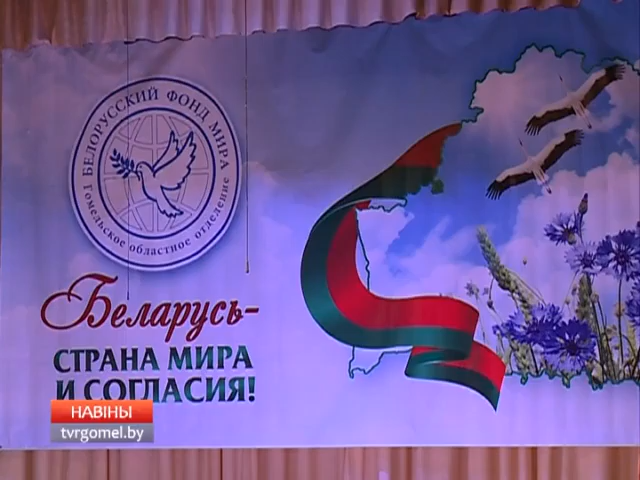 БЕЛОРУССКИЙ ФОНД МИРА
Гомельское областное отделение
Беларусь-
СТРАНА МИРА
И СОГЛАСИЯ!
НАВІНЫ
tvrgomel.by